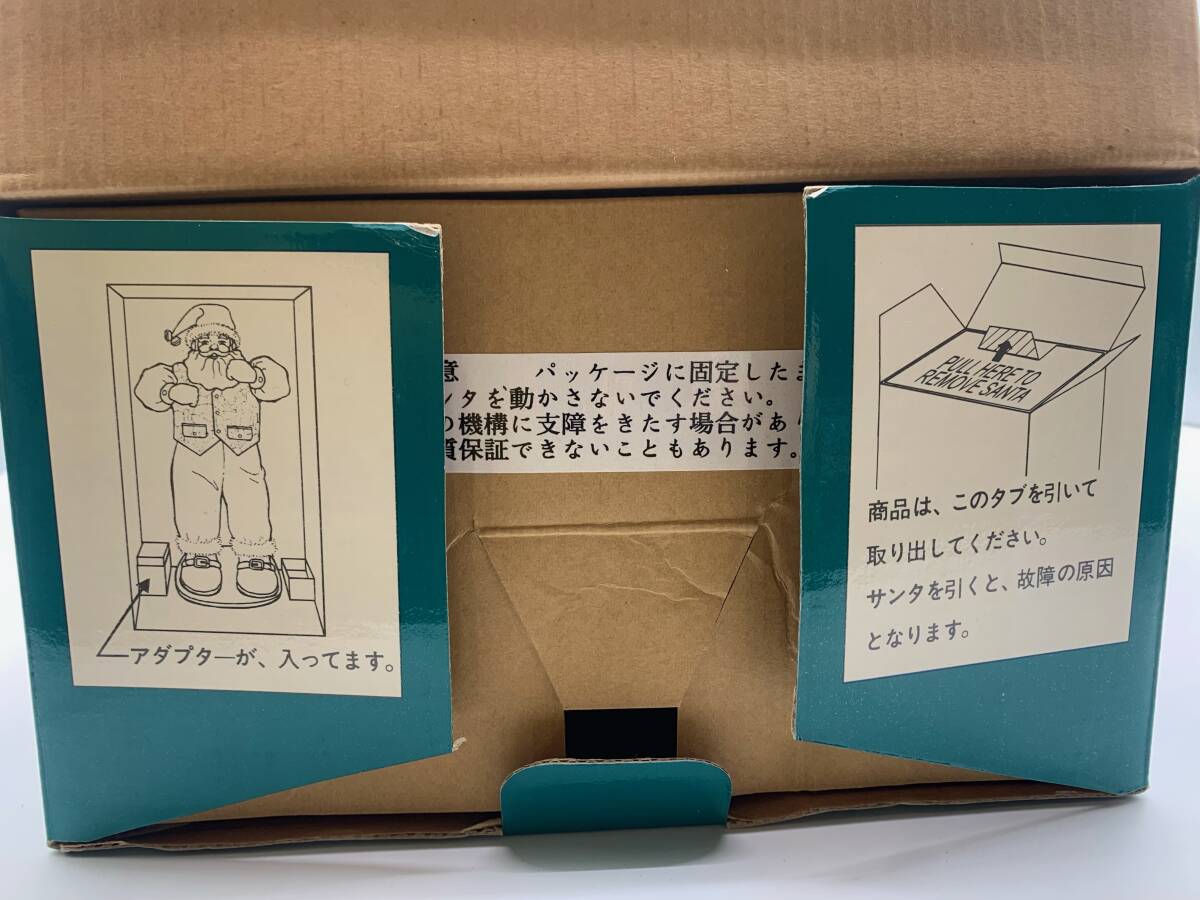 アダプターが、入ってます。
意　　パッケージに固定したま
ンタを動かさないでください。
の機構に支障をきたす場合があり
質保証できないこともあります。
PULL HERE TO
REMOVE SANTA
商品は、このタブを引いて
取り出してください。
サンタを引くと、故障の原因
となります。